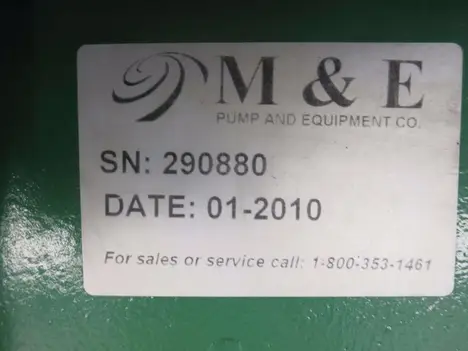 M & E
PUMP AND EQUIPMENT CO.
SN: 290880
DATE: 01-2010
For sales or service call: 1-800-353-1461